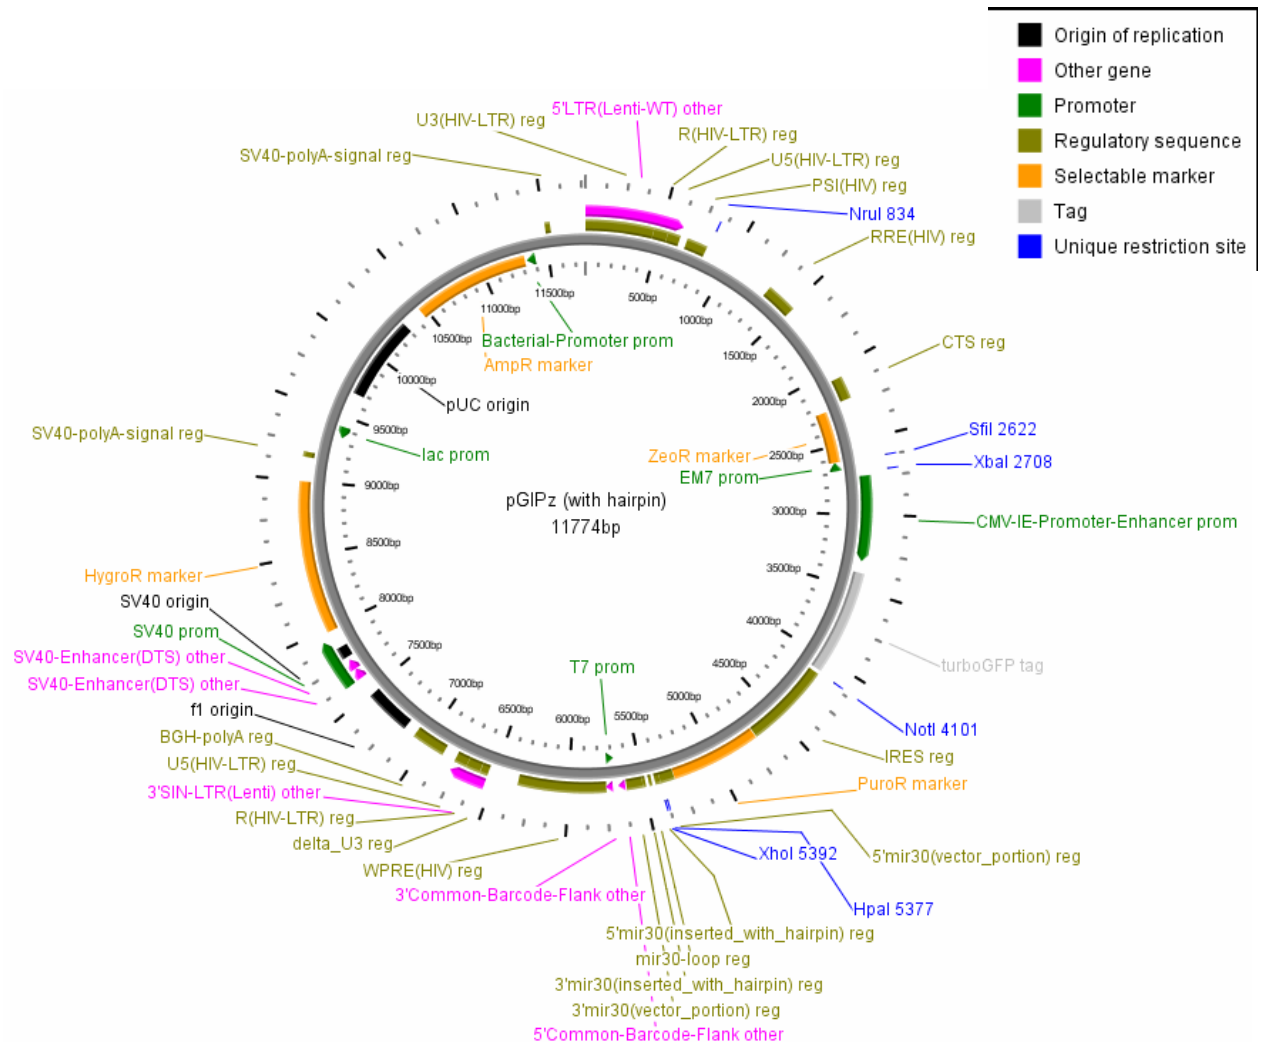 Origin of replication
Other gene
Promoter
Regulatory sequence
Selectable marker
Tag
Unique restriction site
5'LTR(Lenti-WT) other
U3(HIV-LTR) reg
R(HIV-LTR) reg
SV40-polyA-signal reg
U5(HIV-LTR) reg
PSI(HIV) reg
NruI 834
RRE(HIV) reg
CTS reg
SfiI 2622
XbaI 2708
CMV-IE-Promoter-Enhancer prom
turboGFP tag
NotI 4101
IRES reg
PuroR marker
5'mir30(vector_portion) reg
XhoI 5392
HpaI 5377
5'mir30(inserted_with_hairpin) reg
mir30-loop reg
3'mir30(inserted_with_hairpin) reg
3'mir30(vector_portion) reg
5'Common-Barcode-Flank other
3'Common-Barcode-Flank other
WPRE(HIV) reg
delta_U3 reg
R(HIV-LTR) reg
3'SIN-LTR(Lenti) other
U5(HIV-LTR) reg
BGH-polyA reg
f1 origin
SV40-Enhancer(DTS) other
SV40-Enhancer(DTS) other
SV40 prom
SV40 origin
HygroR marker
SV40-polyA-signal reg
500bp
1000bp
1500bp
2000bp
2500bp
3000bp
3500bp
4000bp
4500bp
5000bp
5500bp
6000bp
6500bp
7000bp
7500bp
8000bp
8500bp
9000bp
9500bp
10000bp
10500bp
11000bp
11500bp
Bacterial-Promoter prom
AmpR marker
pUC origin
lac prom
ZeoR marker
EM7 prom
pGIPz (with hairpin)
11774bp
T7 prom